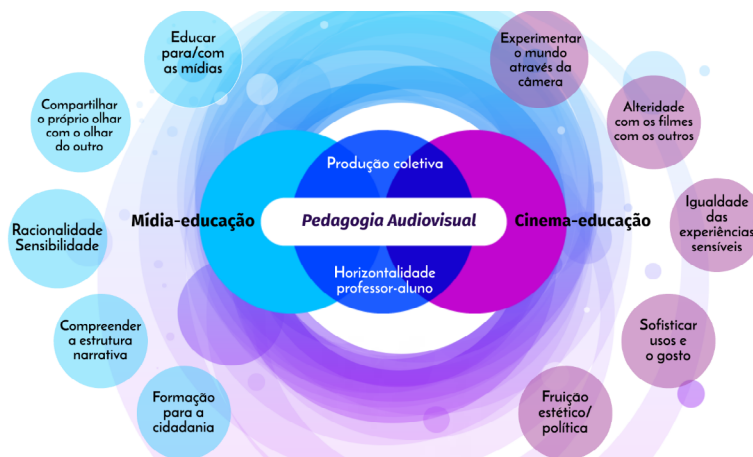 Educar
para/com
as mídias
Compartilhar
o próprio olhar
com o olhar
do outro
Racionalidade
Sensibilidade
Compreender
a estrutura
narrativa
Formação
para a
cidadania
Mídia-educação
Produção coletiva
Pedagogia Audiovisual
Horizontalidade
professor-aluno
Cinema-educação
Experimentar
o mundo
através da
câmera
Alteridade
com os filmes
com os outros
Igualdade
das
experiências
sensíveis
Sofisticar
usos e
o gosto
Fruição
estético/
política